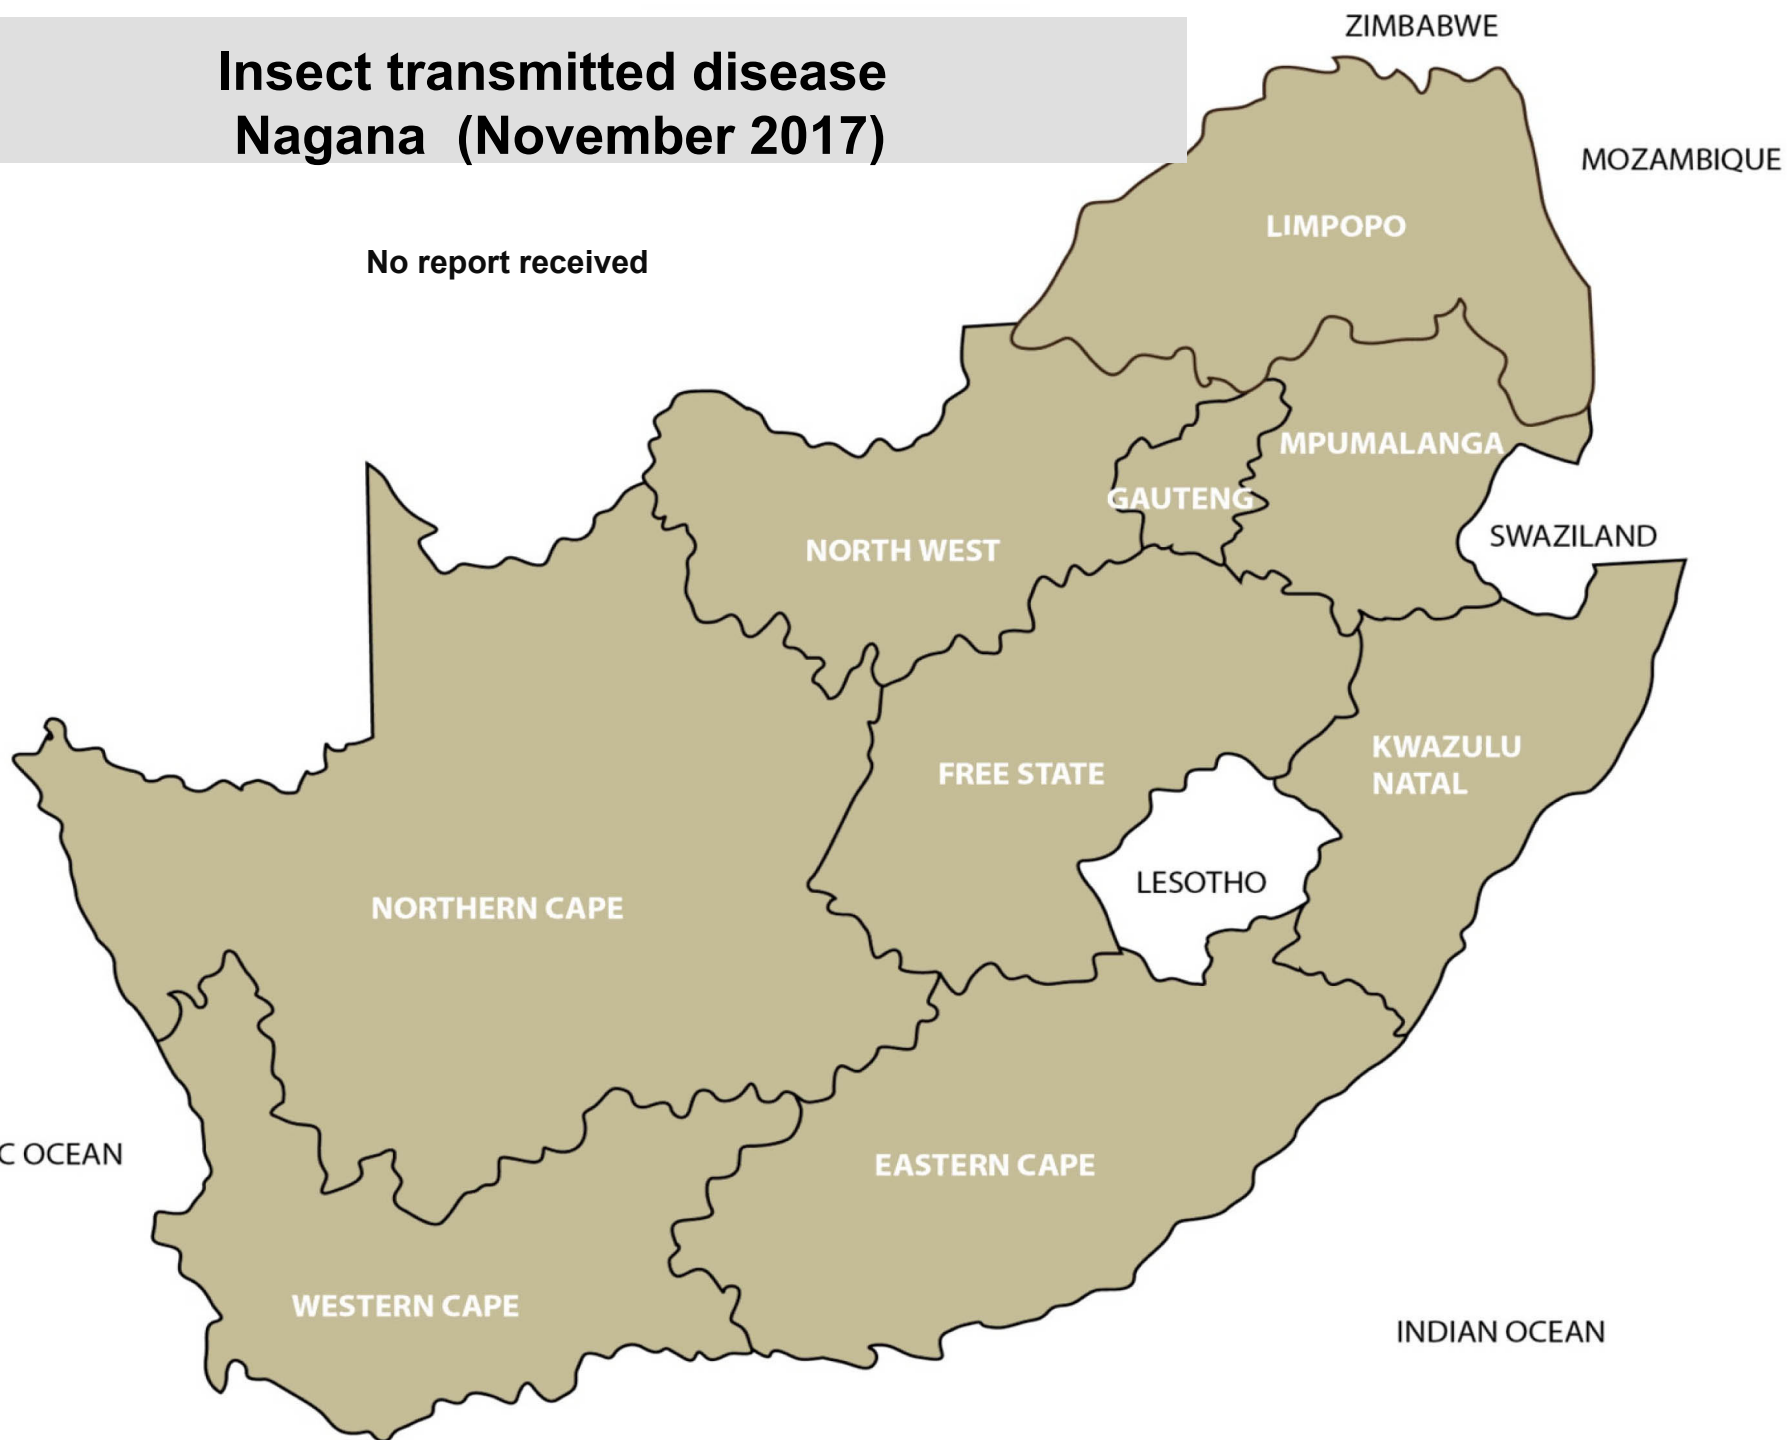 ZIMBABWE
Insect transmitted disease
Nagana (November 2017)
MOZAMBIQUE
LIMPOPO
No report received
MPUMALANGA
GAUTENG
SWAZILAND
NORTH WEST
KWAZULU
NATAL
FREE STATE
LESOTHO
NORTHERN CAPE
C OCEAN
EASTERN CAPE
WESTERN CAPE
INDIAN OCEAN